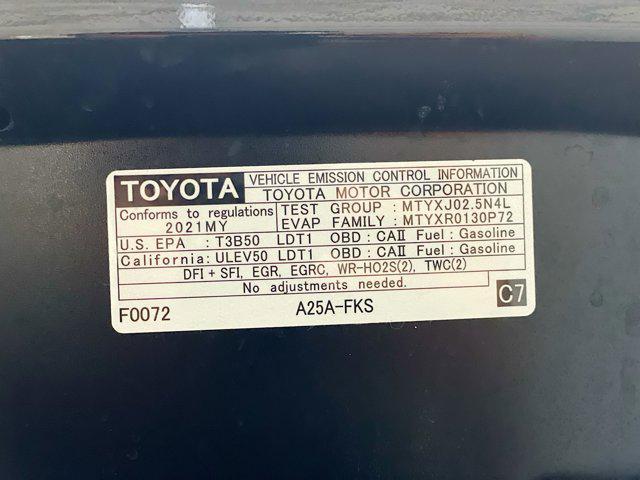 TOYOTA VEHICLE EMISSION CONTROL INFORMATION
TOYOTA MOTOR CORPORATION
Conforms to regulations TEST GROUP : MTYXJ02.5N4L
2021MY EVAP FAMILY : MTYXR0130P72
U.S. EPA : T3B50 LDT1 OBD : CAII Fuel : Gasoline
California: ULEV50 LDT1 OBD : CAII Fuel : Gasoline
DFI + SFI, EGR, EGRC, WR-HO2S(2), TWC(2)
No adjustments needed.
F0072 A25A-FKS C7